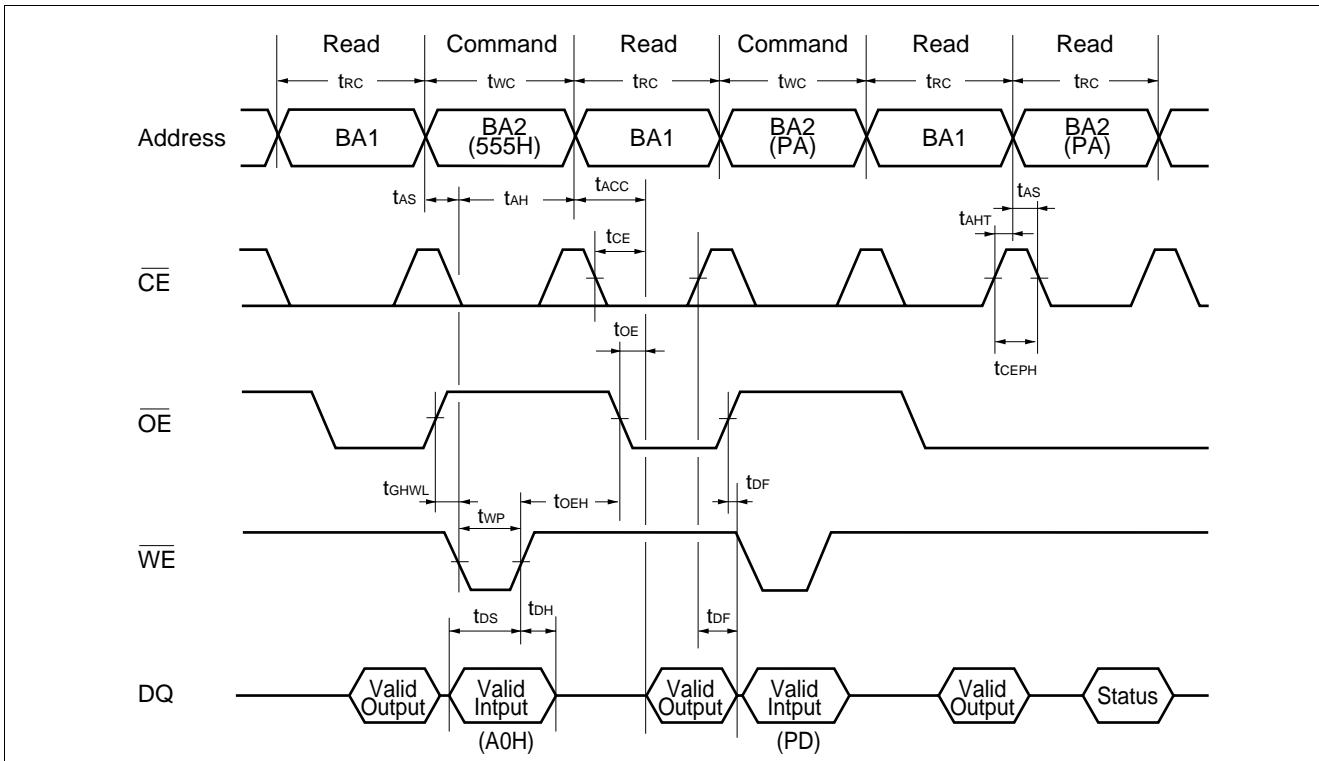 Read Command Read Command Read Read
tRC tWC tRC tWC tRC tRC
Address BA1 BA2 (555H) BA1 BA2 (PA) BA1 BA2 (PA)
tAS tAH tACC tAHT tAS
CE tCE tCEPH
OE tOE
tGHWL tWP tOEH tDF
WE
tDS tDH tDF
DQ Valid Output Valid Intput Valid Output Valid Intput Valid Output Status
(A0H) (PD)